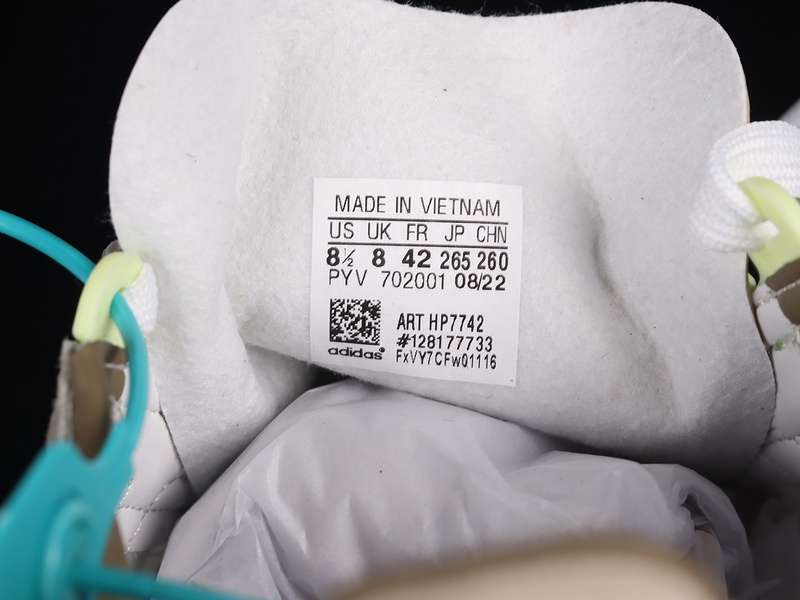 MADE IN VIETNAM
US UK FR JP CHN
8½ 8 42 265 260
PYV 702001 08/22
ART HP7742
#128177733
adidas® FxVY7CFw01116